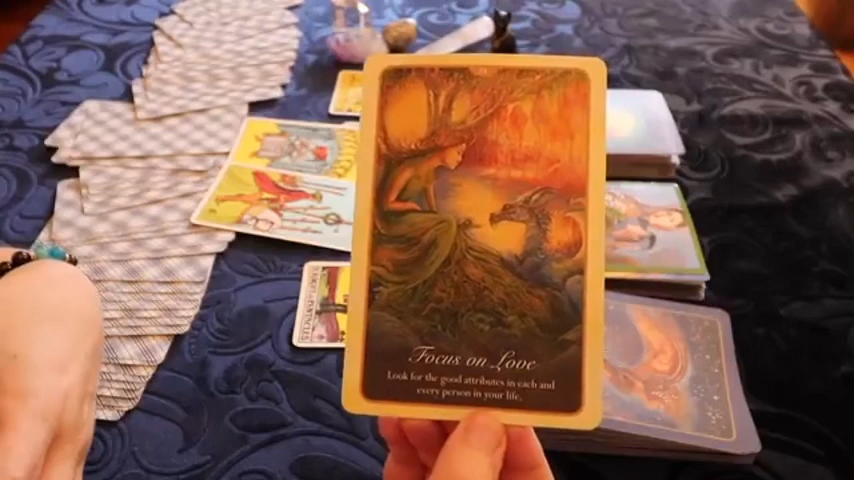 Focus on Love
Look for the good attributes in each and
every person in your life.